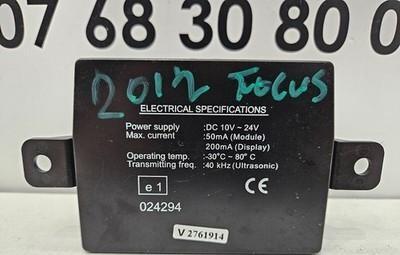 07 68 30 80 0
2012 FOCUS
ELECTRICAL SPECIFICATIONS
Power supply :DC 10V ~ 24V
Max. current :50mA (Module)
200mA (Display)
Operating temp. :-30°C ~ 80° C
Transmitting freq. :40 kHz (Ultrasonic)
e 1 CE
024294
V 2761914